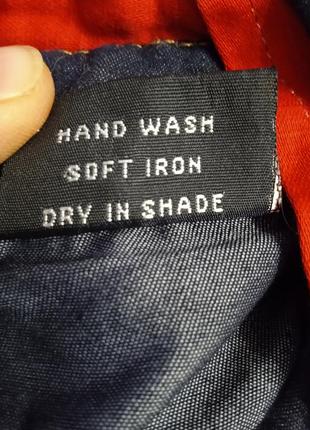 HAND WASH
SOFT IRON
DRY IN SHADE